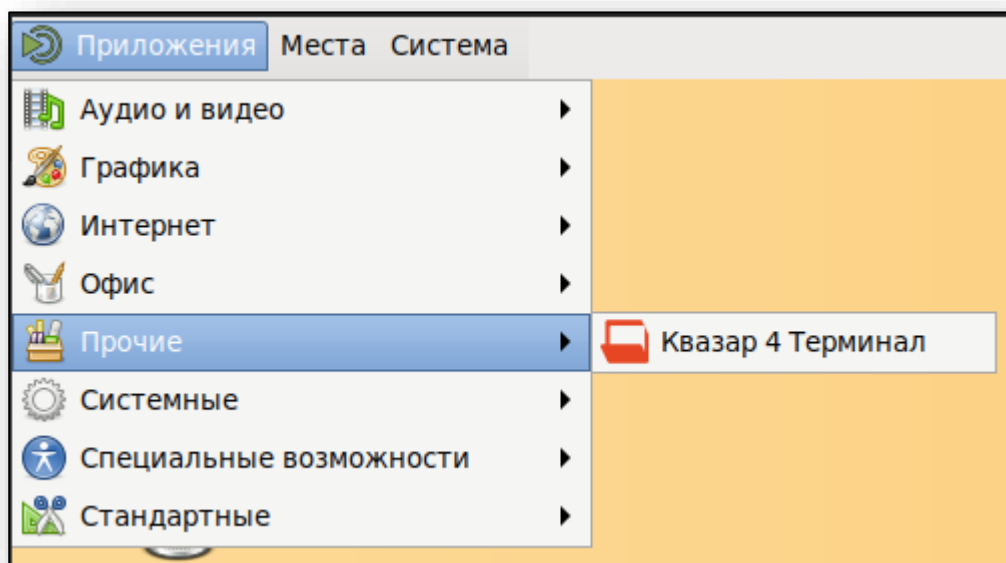 Приложения Места Система
Аудио и видео
Графика
Интернет
Офис
Прочие
Квазар 4 Терминал
Системные
Специальные возможности
Стандартные